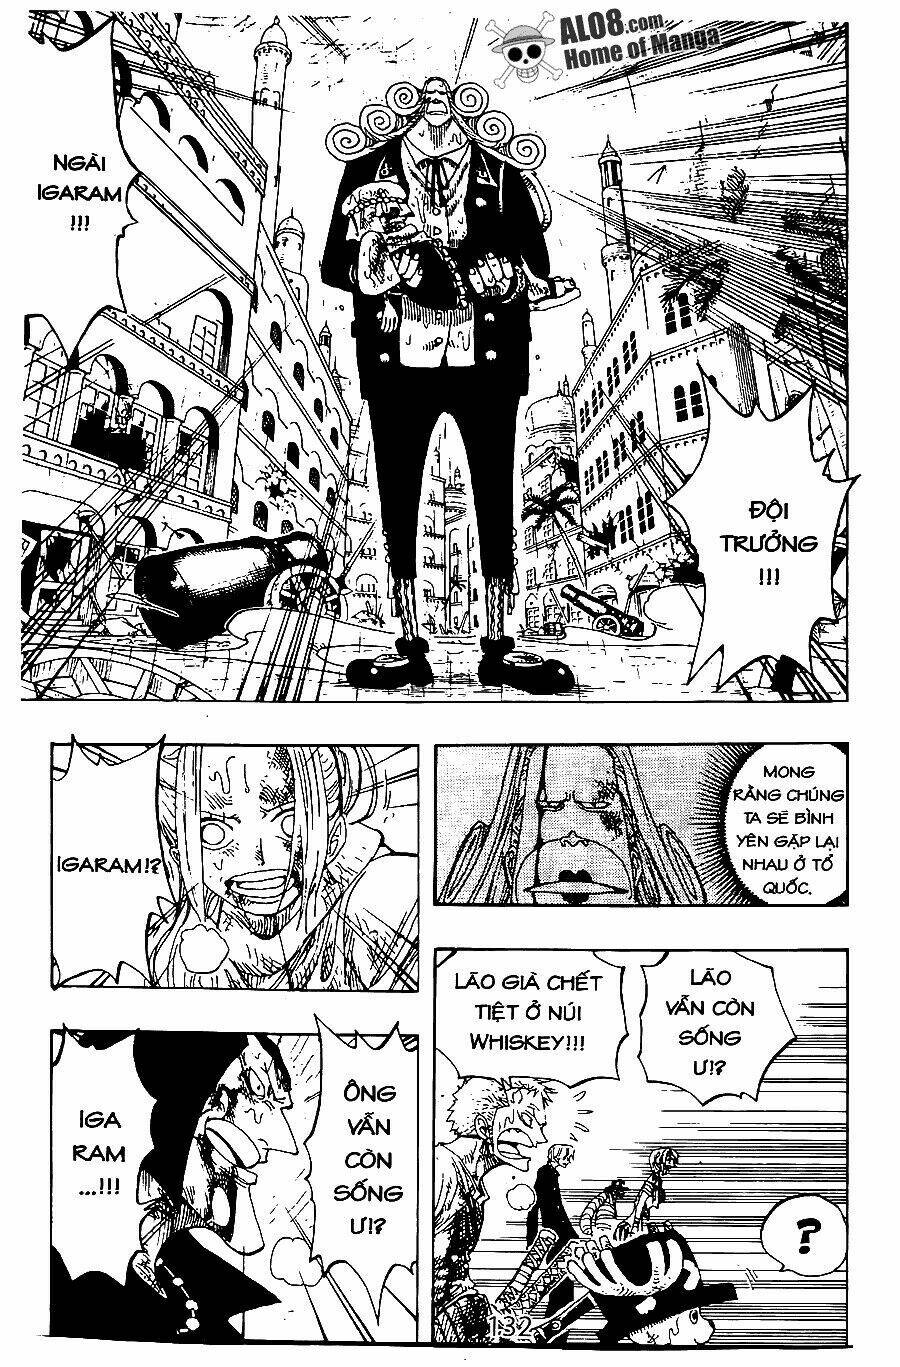 AL08.com
Home of Manga
NGÀI
IGARAM
!!!
ĐỘI
TRƯỞNG
!!!
MONG
RẰNG CHÚNG
TA SẼ BÌNH
YÊN GẶP LẠI
NHAU Ở TỔ
QUỐC.
IGARAM!?
LÃO
VẪN CÒN
SỐNG
Ư!?
LÃO GIÀ CHẾT
TIỆT Ở NÚI
WHISKEY!!!
?
ÔNG
VẪN
CÒN
SỐNG
Ư!?
IGA
RAM
...!!!
132